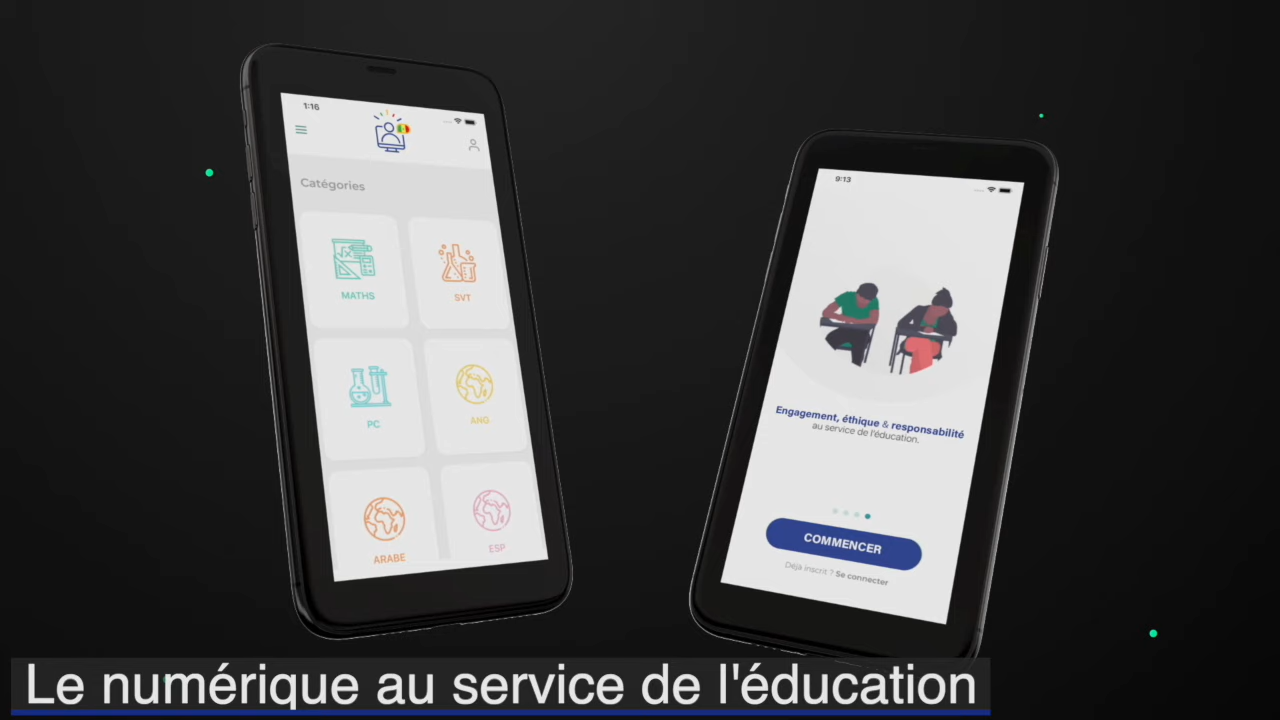 1:16
Catégories
MATHS
SVT
PC
ANG
ARABE
ESP
9:13
Engagement, éthique & responsabilité
au service de l'éducation.
COMMENCER
Déjà inscrit ? Se connecter
Le numérique au service de l'éducation